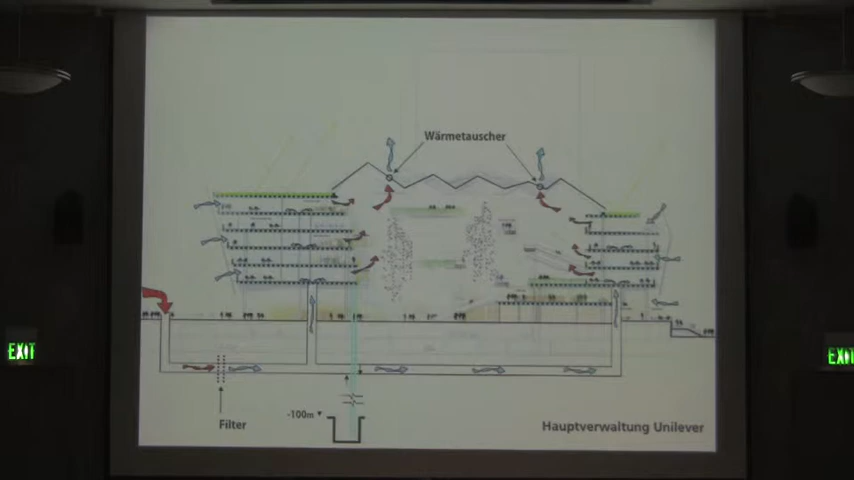 Wärmetauscher
EXIT
EXIT
-100m
Filter
Hauptverwaltung Unilever